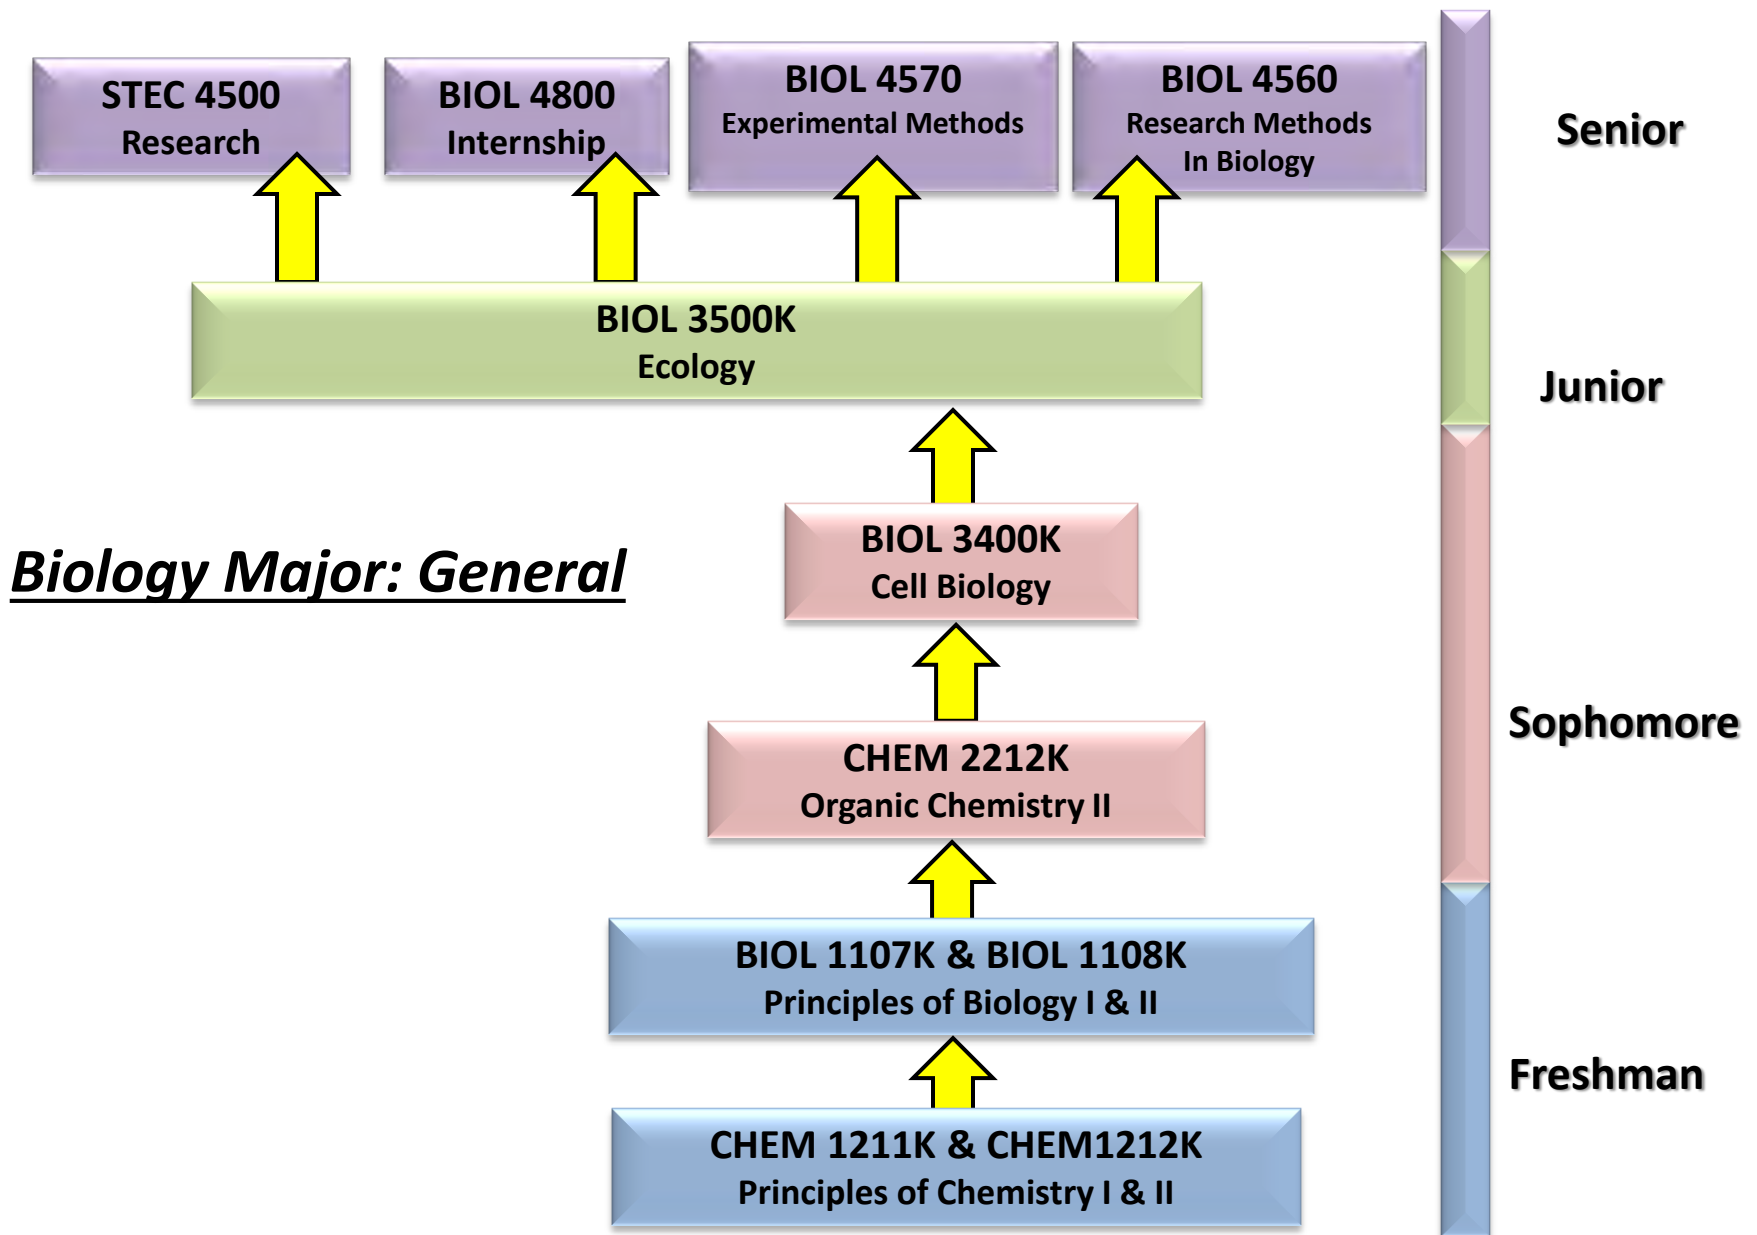 STEC 4500
Research
BIOL 4800
Internship
BIOL 4570
Experimental Methods
BIOL 4560
Research Methods
In Biology
Senior
BIOL 3500K
Ecology
Junior
BIOL 3400K
Cell Biology
Biology Major: General
CHEM 2212K
Organic Chemistry II
Sophomore
BIOL 1107K & BIOL 1108K
Principles of Biology I & II
Freshman
CHEM 1211K & CHEM1212K
Principles of Chemistry I & II